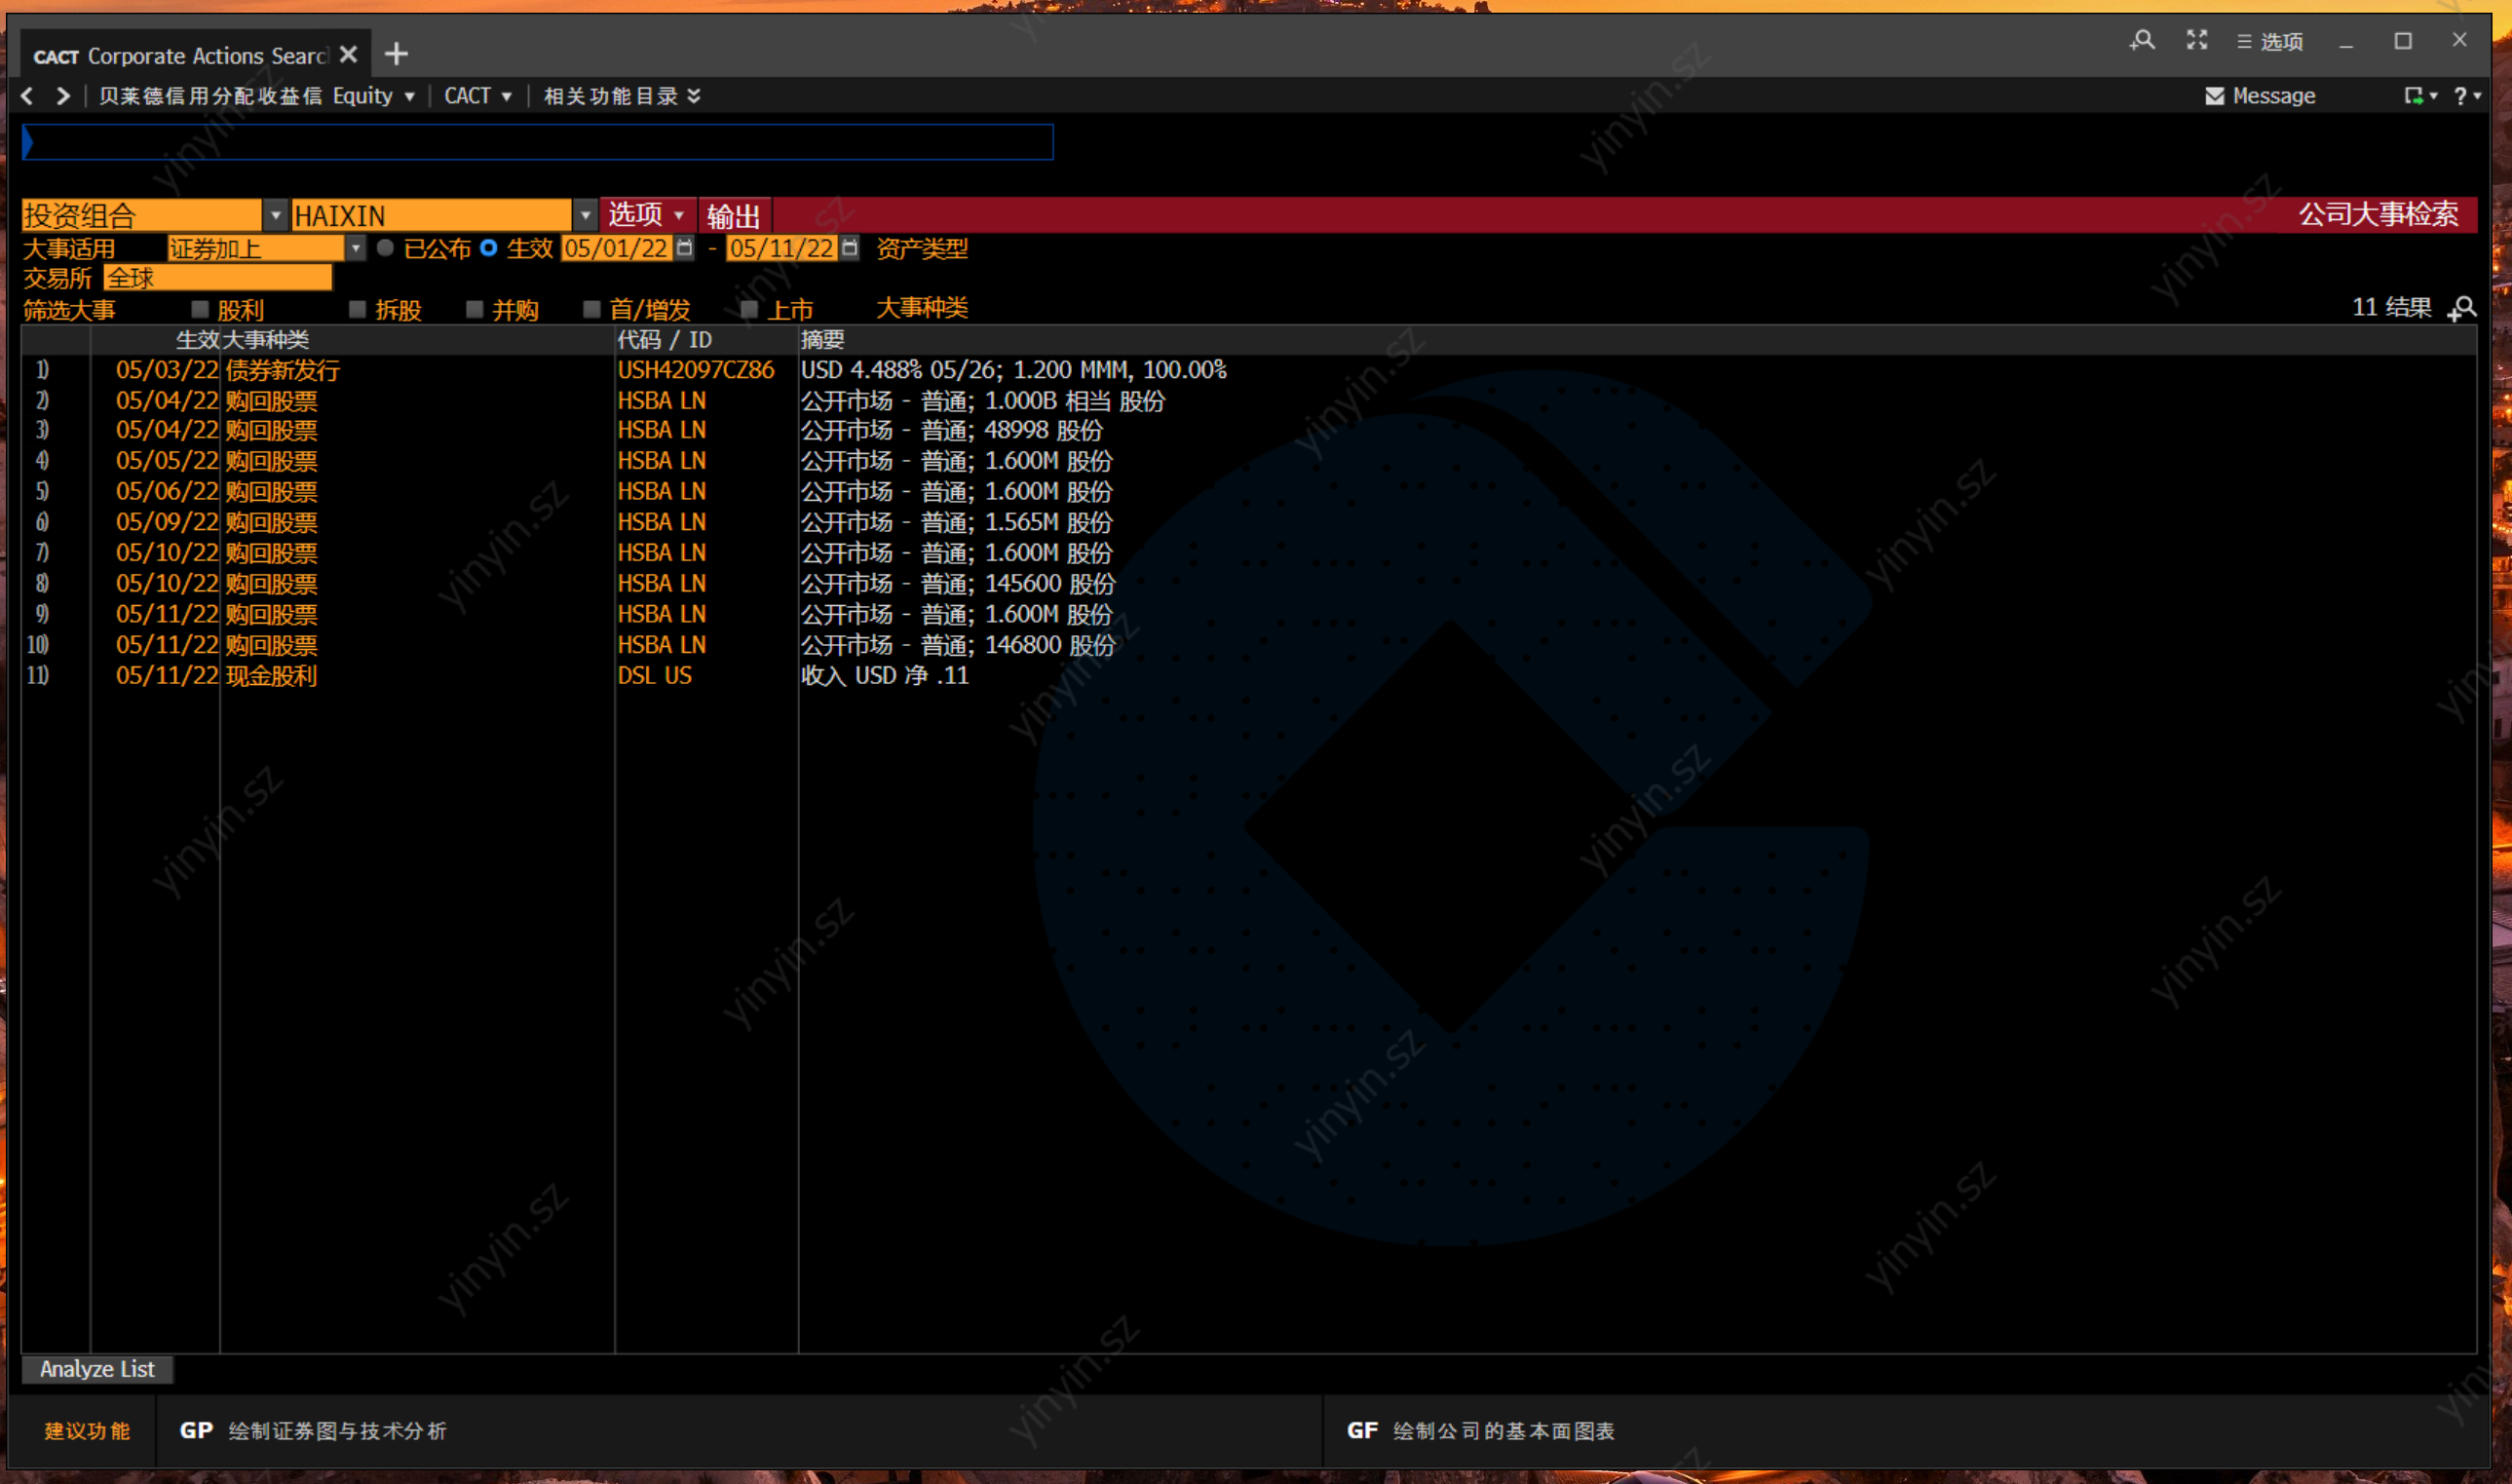 CACT Corporate Actions Searc
选项
贝莱德信用分配收益信 Equity CACT 相关功能目录 Message ?
投资组合 HAIXIN 选项 输出 公司大事检索
大事适用 证券加上 已公布 生效 05/01/22 - 05/11/22 资产类型
交易所 全球
筛选大事 股利 拆股 并购 首/增发 上市 大事种类 11 结果
生效 大事种类 代码 / ID 摘要
1) 05/03/22 债券新发行 USH42097CZ86 USD 4.488% 05/26; 1.200 MMM, 100.00%
2) 05/04/22 购回股票 HSBA LN 公开市场 - 普通; 1.000B 相当 股份
3) 05/04/22 购回股票 HSBA LN 公开市场 - 普通; 48998 股份
4) 05/05/22 购回股票 HSBA LN 公开市场 - 普通; 1.600M 股份
5) 05/06/22 购回股票 HSBA LN 公开市场 - 普通; 1.600M 股份
6) 05/09/22 购回股票 HSBA LN 公开市场 - 普通; 1.565M 股份
7) 05/10/22 购回股票 HSBA LN 公开市场 - 普通; 1.600M 股份
8) 05/10/22 购回股票 HSBA LN 公开市场 - 普通; 145600 股份
9) 05/11/22 购回股票 HSBA LN 公开市场 - 普通; 1.600M 股份
10) 05/11/22 购回股票 HSBA LN 公开市场 - 普通; 146800 股份
11) 05/11/22 现金股利 DSL US 收入 USD 净 .11
Analyze List
建议功能 GP 绘制证券图与技术分析 GF 绘制公司的基本面图表
yinyin.sz